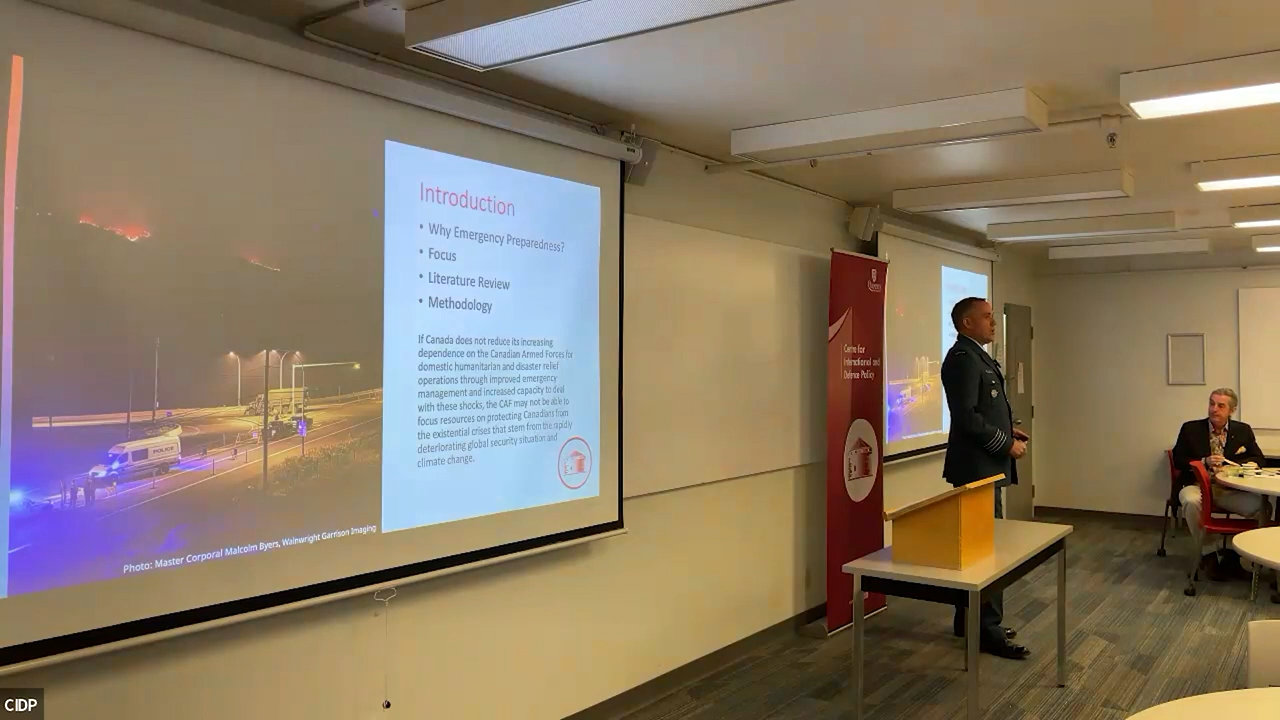 Introduction
• Why Emergency Preparedness?
• Focus
• Literature Review
• Methodology
If Canada does not reduce its increasing
dependence on the Canadian Armed Forces for
domestic humanitarian and disaster relief
operations through improved emergency
management and increased capacity to deal
with these shocks, the CAF may not be able to
focus resources on protecting Canadians from
the existential crises that stem from the rapidly
deteriorating global security situation and
climate change.
POLICE
Photo: Master Corporal Malcolm Byers, Wainwright Garrison Imaging
Queen's
Centre for
International and
Defence Policy
CIDP